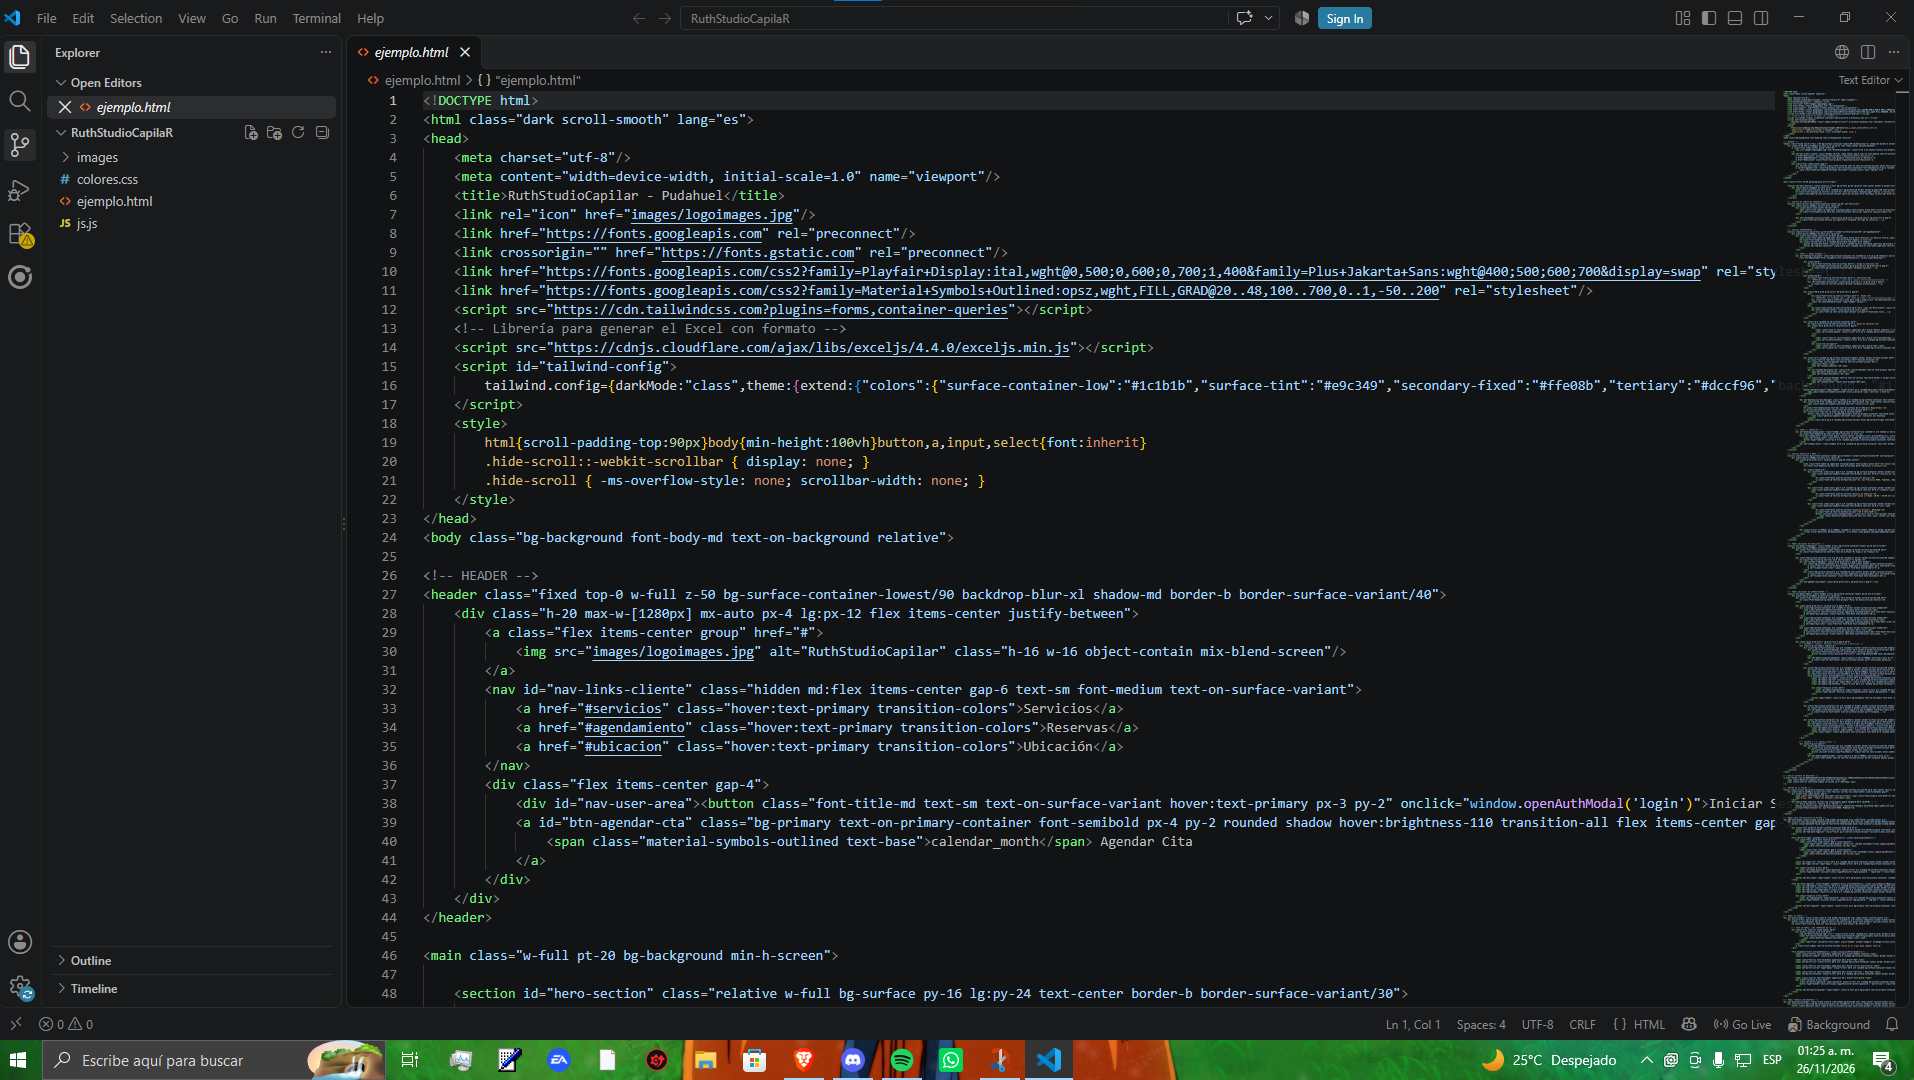 File Edit Selection View Go Run Terminal Help
RuthStudioCapilaR
Sign In
Explorer
Open Editors
ejemplo.html
RuthStudioCapilaR
images
colores.css
ejemplo.html
JS js.js
Outline
Timeline
ejemplo.html
ejemplo.html > { } "ejemplo.html"
Text Editor
1 <!DOCTYPE html>
2 <html class="dark scroll-smooth" lang="es">
3 <head>
4 <meta charset="utf-8"/>
5 <meta content="width=device-width, initial-scale=1.0" name="viewport"/>
6 <title>RuthStudioCapilar - Pudahuel</title>
7 <link rel="icon" href="images/logoimages.jpg"/>
8 <link href="https://fonts.googleapis.com" rel="preconnect"/>
9 <link crossorigin="" href="https://fonts.gstatic.com" rel="preconnect"/>
10 <link href="https://fonts.googleapis.com/css2?family=Playfair+Display:ital,wght@0,500;0,600;0,700;1,400&family=Plus+Jakarta+Sans:wght@400;500;600;700&display=swap" rel="sty
11 <link href="https://fonts.googleapis.com/css2?family=Material+Symbols+Outlined:opsz,wght,FILL,GRAD@20..48,100..700,0..1,-50..200" rel="stylesheet"/>
12 <script src="https://cdn.tailwindcss.com?plugins=forms,container-queries"></script>
13 <!-- Librería para generar el Excel con formato -->
14 <script src="https://cdnjs.cloudflare.com/ajax/libs/exceljs/4.4.0/exceljs.min.js"></script>
15 <script id="tailwind-config">
16 tailwind.config={darkMode:"class",theme:{extend:{"colors":{"surface-container-low":"#1c1b1b","surface-tint":"#e9c349","secondary-fixed":"#ffe08b","tertiary":"#dccf96","
17 </script>
18 <style>
19 html{scroll-padding-top:90px}body{min-height:100vh}button,a,input,select{font:inherit}
20 .hide-scroll::-webkit-scrollbar { display: none; }
21 .hide-scroll { -ms-overflow-style: none; scrollbar-width: none; }
22 </style>
23 </head>
24 <body class="bg-background font-body-md text-on-background relative">
25
26 <!-- HEADER -->
27 <header class="fixed top-0 w-full z-50 bg-surface-container-lowest/90 backdrop-blur-xl shadow-md border-b border-surface-variant/40">
28 <div class="h-20 max-w-[1280px] mx-auto px-4 lg:px-12 flex items-center justify-between">
29 <a class="flex items-center group" href="#">
30 <img src="images/logoimages.jpg" alt="RuthStudioCapilar" class="h-16 w-16 object-contain mix-blend-screen"/>
31 </a>
32 <nav id="nav-links-cliente" class="hidden md:flex items-center gap-6 text-sm font-medium text-on-surface-variant">
33 <a href="#servicios" class="hover:text-primary transition-colors">Servicios</a>
34 <a href="#agendamiento" class="hover:text-primary transition-colors">Reservas</a>
35 <a href="#ubicacion" class="hover:text-primary transition-colors">Ubicación</a>
36 </nav>
37 <div class="flex items-center gap-4">
38 <div id="nav-user-area"><button class="font-title-md text-sm text-on-surface-variant hover:text-primary px-3 py-2" onclick="window.openAuthModal('login')">Iniciar S
39 <a id="btn-agendar-cta" class="bg-primary text-on-primary-container font-semibold px-4 py-2 rounded shadow hover:brightness-110 transition-all flex items-center gap
40 <span class="material-symbols-outlined text-base">calendar_month</span> Agendar Cita
41 </a>
42 </div>
43 </div>
44 </header>
45
46 <main class="w-full pt-20 bg-background min-h-screen">
47
48 <section id="hero-section" class="relative w-full bg-surface py-16 lg:py-24 text-center border-b border-surface-variant/30">
0 0 Ln 1, Col 1 Spaces: 4 UTF-8 CRLF { } HTML Go Live Background
Escribe aquí para buscar
EA
25°C Despejado
ESP
01:25 a. m.
26/11/2026
4